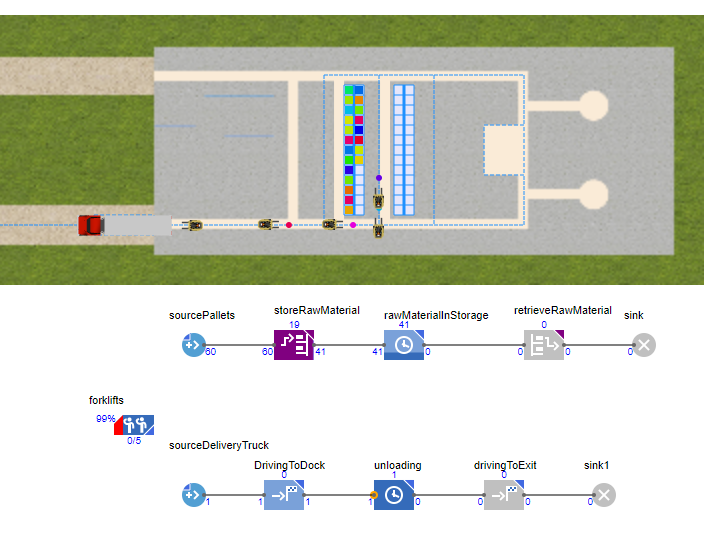 sourcePallets
storeRawMaterial
rawMaterialInStorage
retrieveRawMaterial
sink
19
41
0
60
60
41
41
0
0
0
0
forklifts
99%
0/5
sourceDeliveryTruck
DrivingToDock
unloading
drivingToExit
sink1
0
1
0
1
1
1
1
0
0
0
0